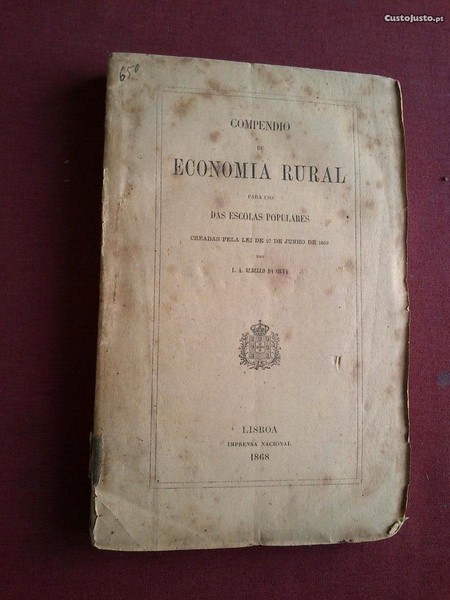 CustoJusto.pt
650
COMPENDIO
DE
ECONOMIA RURAL
PARA USO
DAS ESCOLAS POPULARES
CREADAS PELA LEI DE 27 DE JUNHO DE 1866
POR
L. A. REBELLO DA SILVA
LISBOA
IMPRENSA NACIONAL
1868